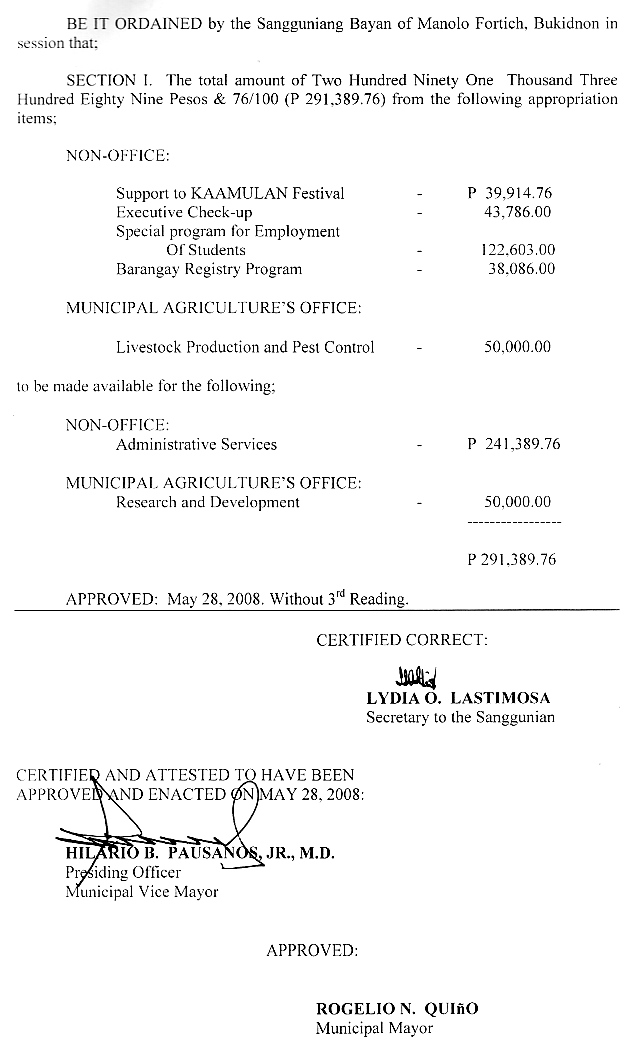 BE IT ORDAINED by the Sangguniang Bayan of Manolo Fortich, Bukidnon in
session that;
SECTION I. The total amount of Two Hundred Ninety One Thousand Three
Hundred Eighty Nine Pesos & 76/100 (P 291,389.76) from the following appropriation
items;
NON-OFFICE:
Support to KAAMULAN Festival - P 39,914.76
Executive Check-up - 43,786.00
Special program for Employment
Of Students - 122,603.00
Barangay Registry Program - 38,086.00
MUNICIPAL AGRICULTURE'S OFFICE:
Livestock Production and Pest Control - 50,000.00
to be made available for the following;
NON-OFFICE:
Administrative Services - P 241,389.76
MUNICIPAL AGRICULTURE'S OFFICE:
Research and Development - 50,000.00
-----------------
P 291,389.76
APPROVED: May 28, 2008. Without 3rd Reading.
CERTIFIED CORRECT:
LYDIA O. LASTIMOSA
Secretary to the Sanggunian
CERTIFIED AND ATTESTED TO HAVE BEEN
APPROVED AND ENACTED ON MAY 28, 2008:
HILARIO B. PAUSANOS, JR., M.D.
Presiding Officer
Municipal Vice Mayor
APPROVED:
ROGELIO N. QUIñO
Municipal Mayor